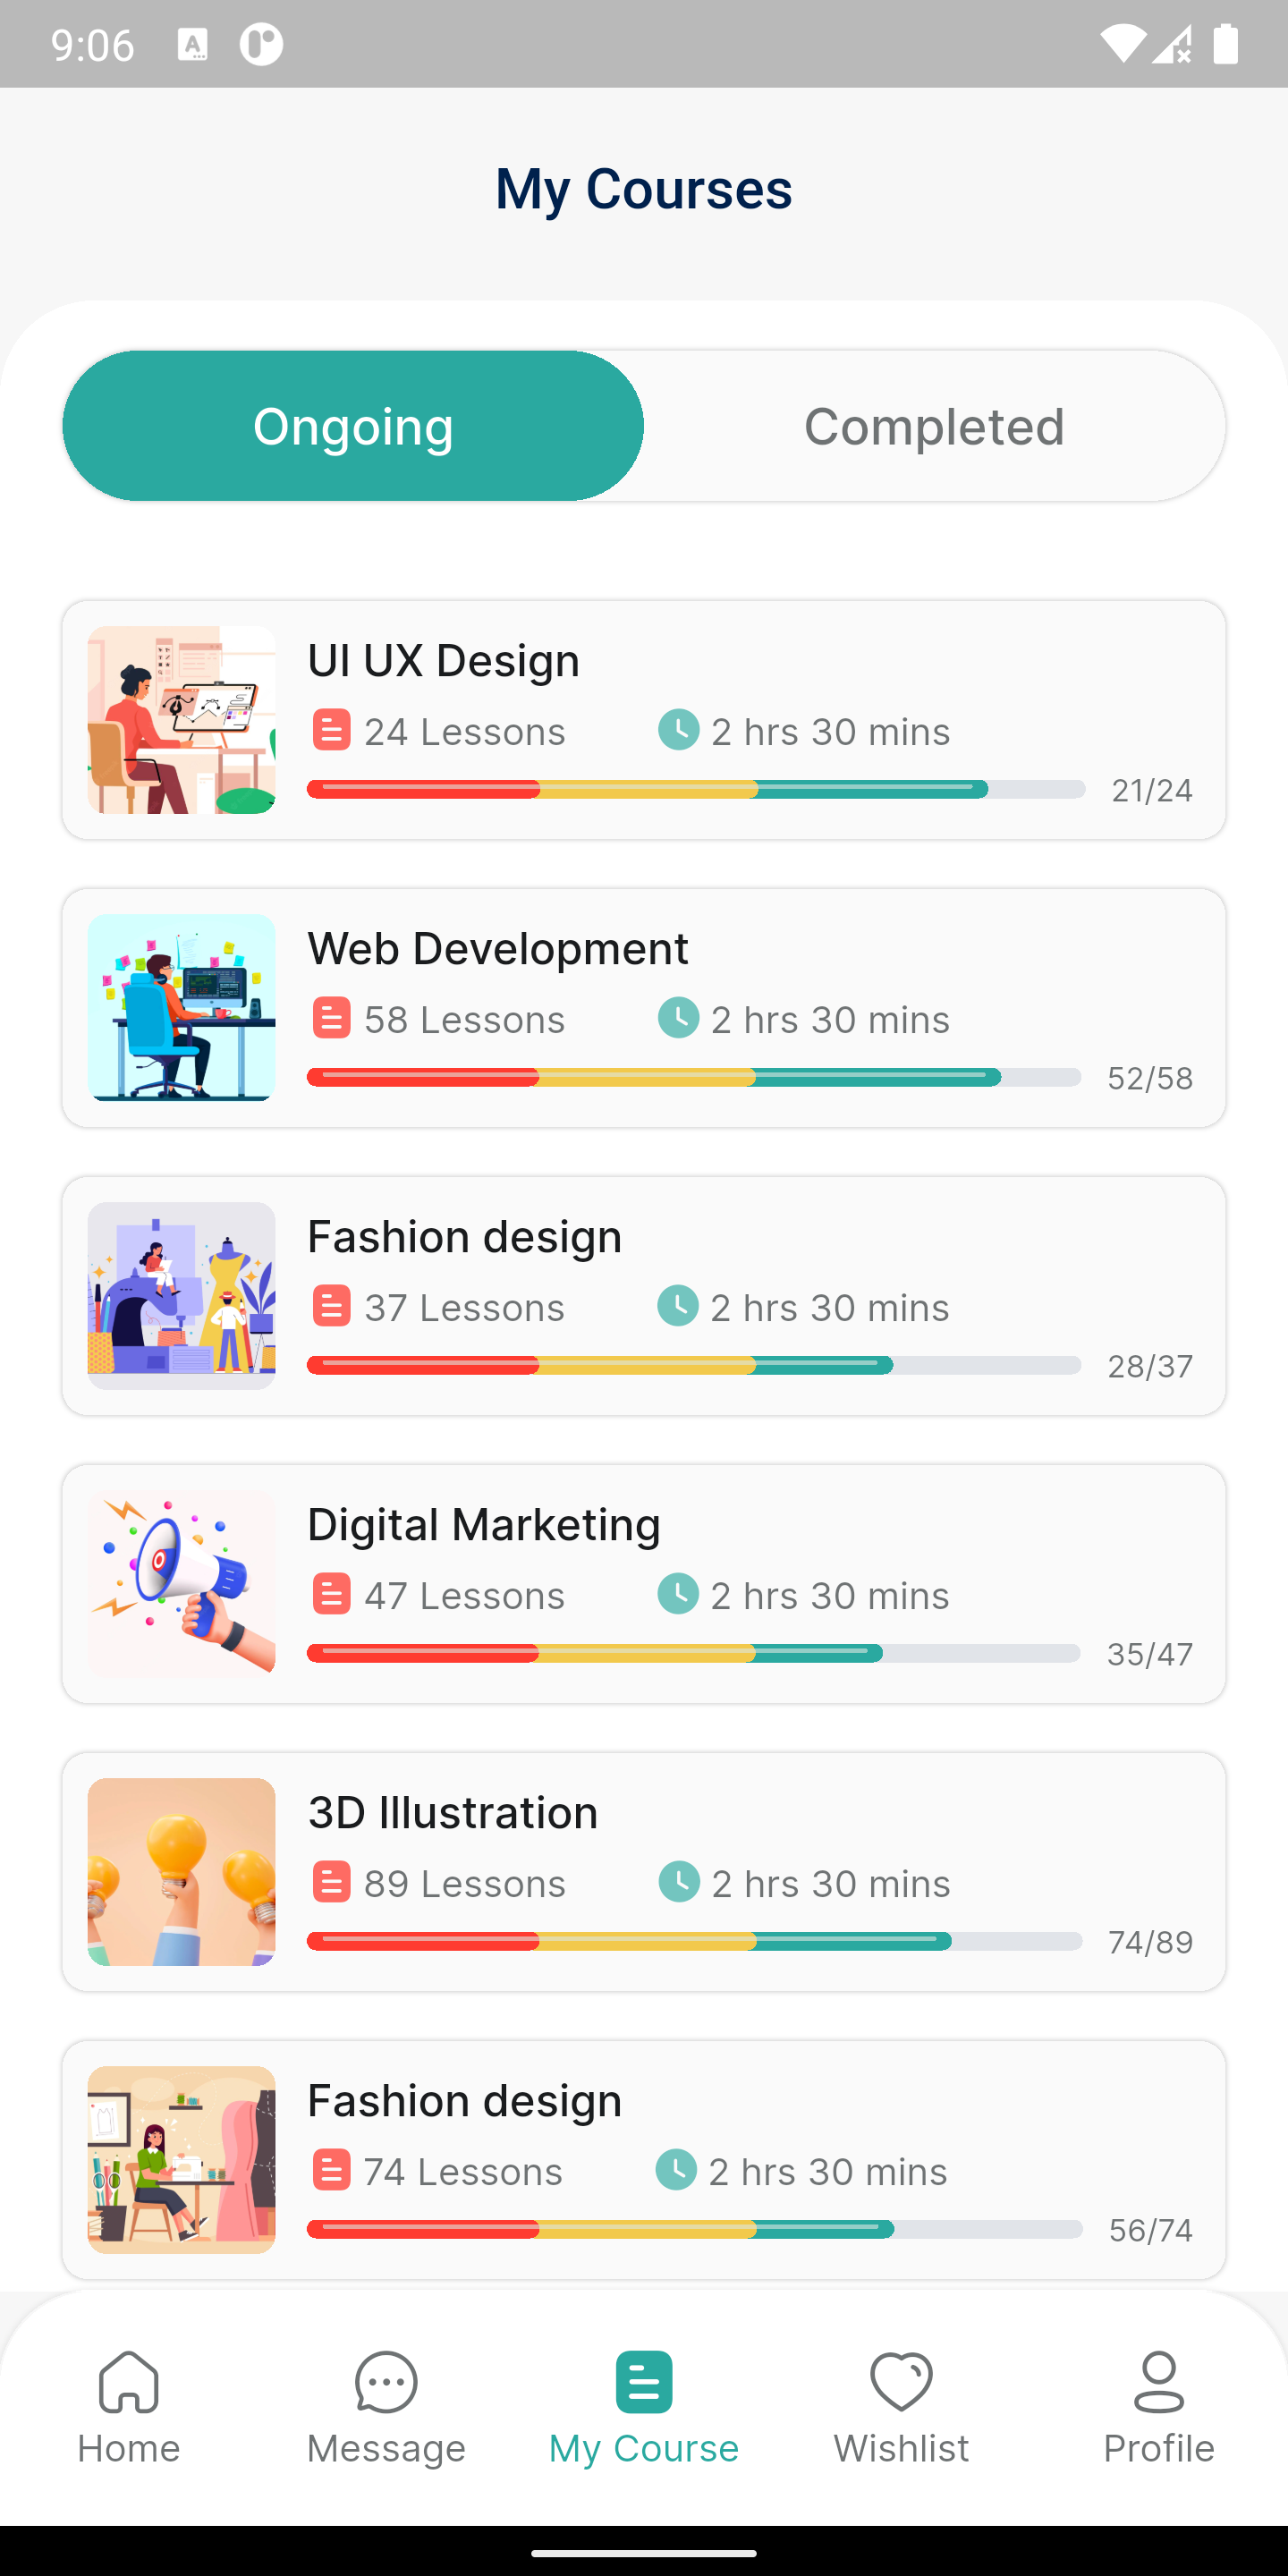 9:06
My Courses
Ongoing
Completed
UI UX Design
24 Lessons
2 hrs 30 mins
21/24
Web Development
58 Lessons
2 hrs 30 mins
52/58
Fashion design
37 Lessons
2 hrs 30 mins
28/37
Digital Marketing
47 Lessons
2 hrs 30 mins
35/47
3D Illustration
89 Lessons
2 hrs 30 mins
74/89
Fashion design
74 Lessons
2 hrs 30 mins
56/74
Home
Message
My Course
Wishlist
Profile